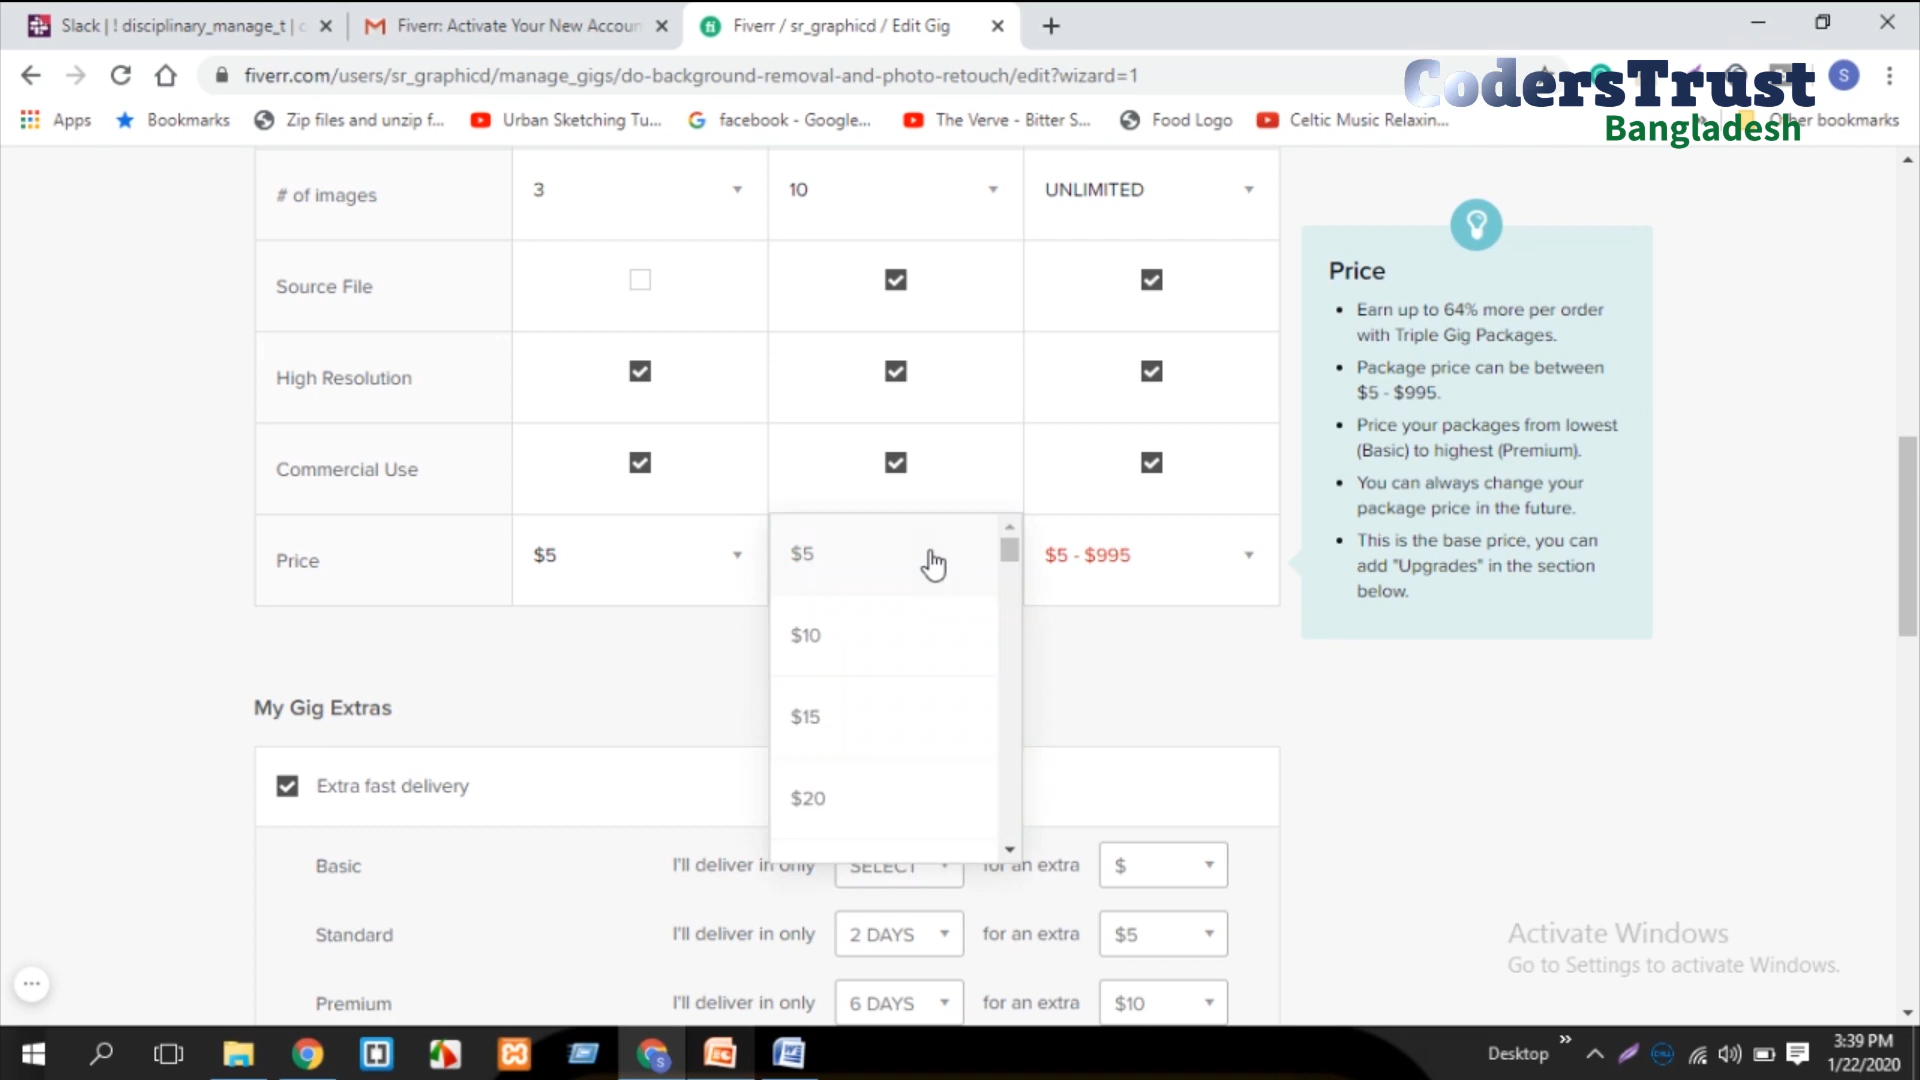 Slack | ! disciplinary_manage_t | c
Fiverr: Activate Your New Accoun
Fiverr / sr_graphicd / Edit Gig
fiverr.com/users/sr_graphicd/manage_gigs/do-background-removal-and-photo-retouch/edit?wizard=1
S
CodersTrust
Bangladesh
Apps
Bookmarks
Zip files and unzip f...
Urban Sketching Tu...
facebook - Google...
The Verve - Bitter S...
Food Logo
Celtic Music Relaxin...
Other bookmarks
# of images
3
10
UNLIMITED
Source File
High Resolution
Commercial Use
Price
$5
$5
$10
$15
$20
$5 - $995
Price
• Earn up to 64% more per order
with Triple Gig Packages.
• Package price can be between
$5 - $995.
• Price your packages from lowest
(Basic) to highest (Premium).
• You can always change your
package price in the future.
• This is the base price, you can
add "Upgrades" in the section
below.
My Gig Extras
Extra fast delivery
Basic I'll deliver in only SELECT for an extra $
Standard I'll deliver in only 2 DAYS for an extra $5
Premium I'll deliver in only 6 DAYS for an extra $10
Activate Windows
Go to Settings to activate Windows.
Desktop
3:39 PM
1/22/2020